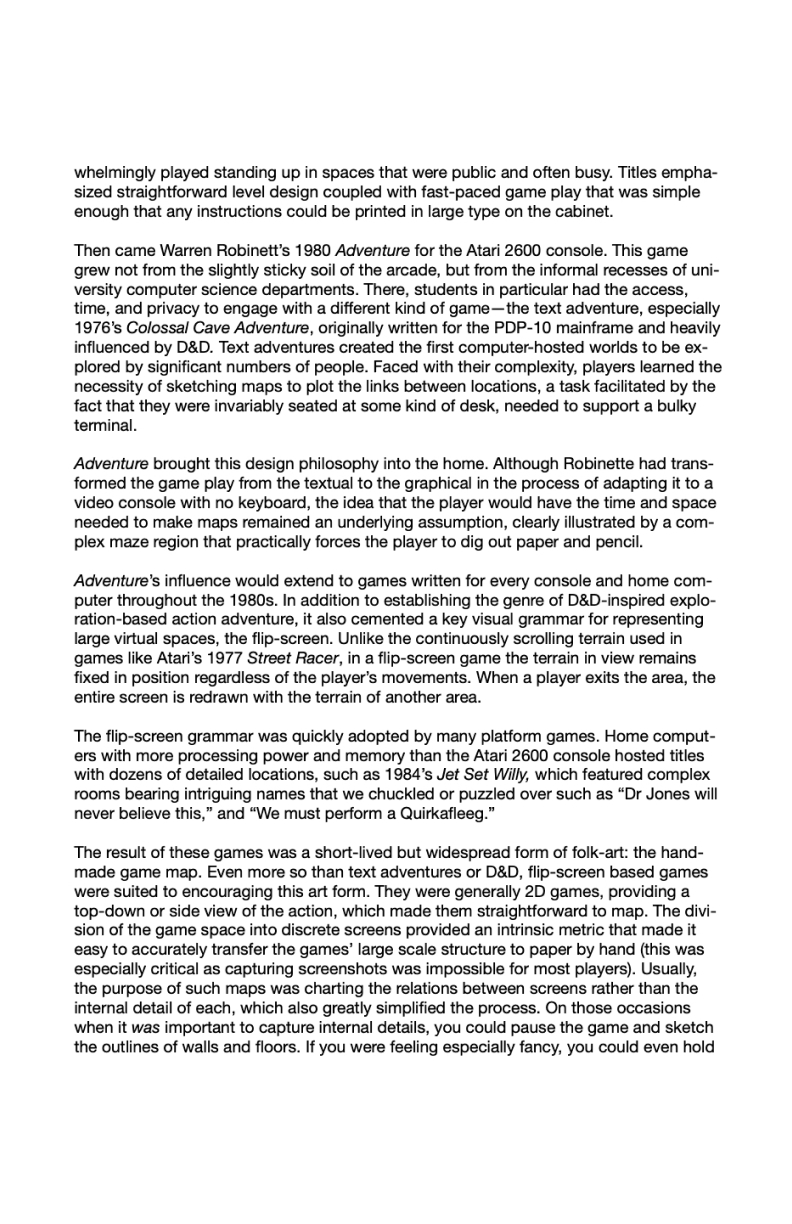 whelmingly played standing up in spaces that were public and often busy. Titles empha-
sized straightforward level design coupled with fast-paced game play that was simple
enough that any instructions could be printed in large type on the cabinet.
Then came Warren Robinett’s 1980 Adventure for the Atari 2600 console. This game
grew not from the slightly sticky soil of the arcade, but from the informal recesses of uni-
versity computer science departments. There, students in particular had the access,
time, and privacy to engage with a different kind of game—the text adventure, especially
1976’s Colossal Cave Adventure, originally written for the PDP-10 mainframe and heavily
influenced by D&D. Text adventures created the first computer-hosted worlds to be ex-
plored by significant numbers of people. Faced with their complexity, players learned the
necessity of sketching maps to plot the links between locations, a task facilitated by the
fact that they were invariably seated at some kind of desk, needed to support a bulky
terminal.
Adventure brought this design philosophy into the home. Although Robinette had trans-
formed the game play from the textual to the graphical in the process of adapting it to a
video console with no keyboard, the idea that the player would have the time and space
needed to make maps remained an underlying assumption, clearly illustrated by a com-
plex maze region that practically forces the player to dig out paper and pencil.
Adventure’s influence would extend to games written for every console and home com-
puter throughout the 1980s. In addition to establishing the genre of D&D-inspired explo-
ration-based action adventure, it also cemented a key visual grammar for representing
large virtual spaces, the flip-screen. Unlike the continuously scrolling terrain used in
games like Atari’s 1977 Street Racer, in a flip-screen game the terrain in view remains
fixed in position regardless of the player’s movements. When a player exits the area, the
entire screen is redrawn with the terrain of another area.
The flip-screen grammar was quickly adopted by many platform games. Home comput-
ers with more processing power and memory than the Atari 2600 console hosted titles
with dozens of detailed locations, such as 1984’s Jet Set Willy, which featured complex
rooms bearing intriguing names that we chuckled or puzzled over such as “Dr Jones will
never believe this,” and “We must perform a Quirkafleeg.”
The result of these games was a short-lived but widespread form of folk-art: the hand-
made game map. Even more so than text adventures or D&D, flip-screen based games
were suited to encouraging this art form. They were generally 2D games, providing a
top-down or side view of the action, which made them straightforward to map. The divi-
sion of the game space into discrete screens provided an intrinsic metric that made it
easy to accurately transfer the games’ large scale structure to paper by hand (this was
especially critical as capturing screenshots was impossible for most players). Usually,
the purpose of such maps was charting the relations between screens rather than the
internal detail of each, which also greatly simplified the process. On those occasions
when it was important to capture internal details, you could pause the game and sketch
the outlines of walls and floors. If you were feeling especially fancy, you could even hold